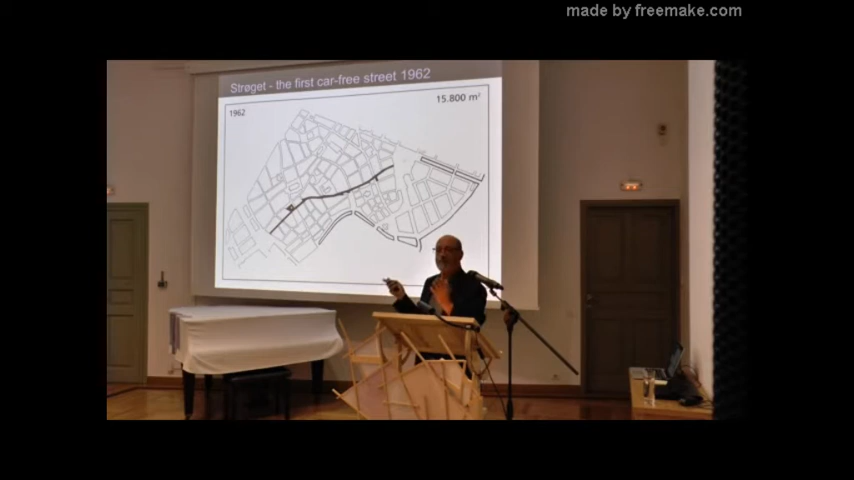 made by freemake.com
Strøget - the first car-free street 1962
1962
15.800 m²